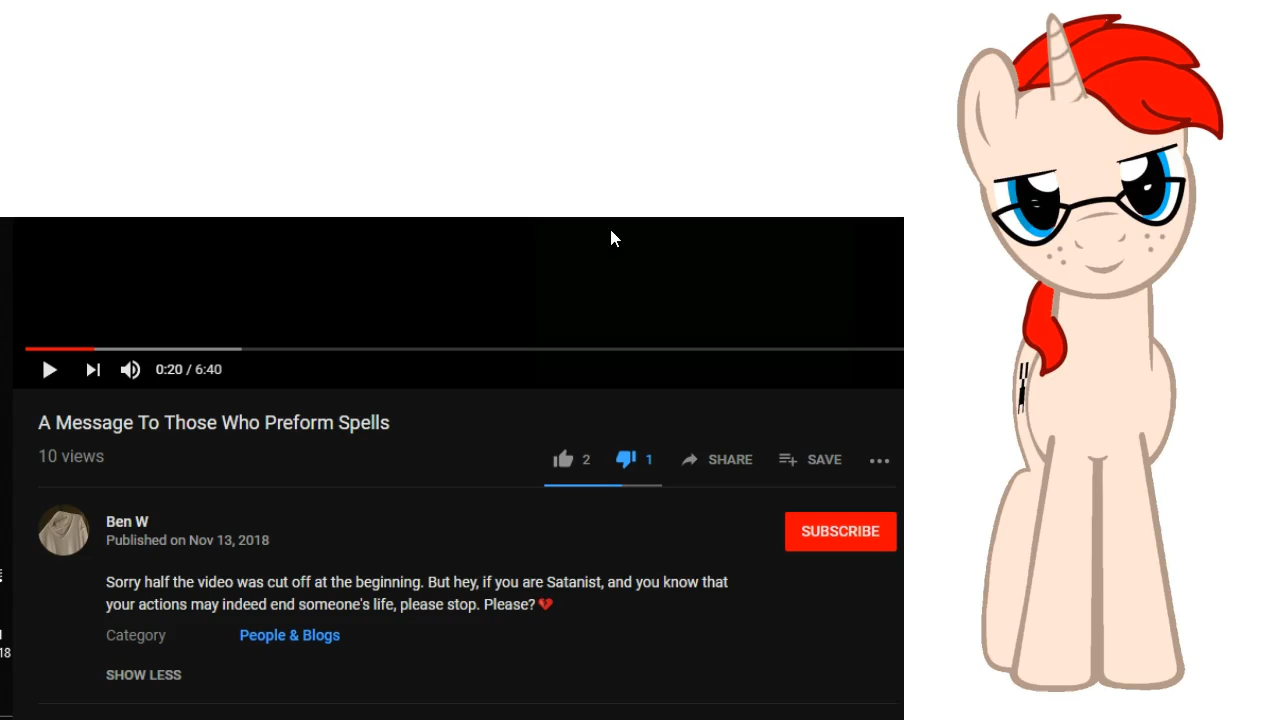 0:20 / 6:40
A Message To Those Who Preform Spells
10 views
2 1 SHARE SAVE
Ben W
Published on Nov 13, 2018
SUBSCRIBE
Sorry half the video was cut off at the beginning. But hey, if you are Satanist, and you know that
your actions may indeed end someone's life, please stop. Please?💔
Category People & Blogs
18
SHOW LESS